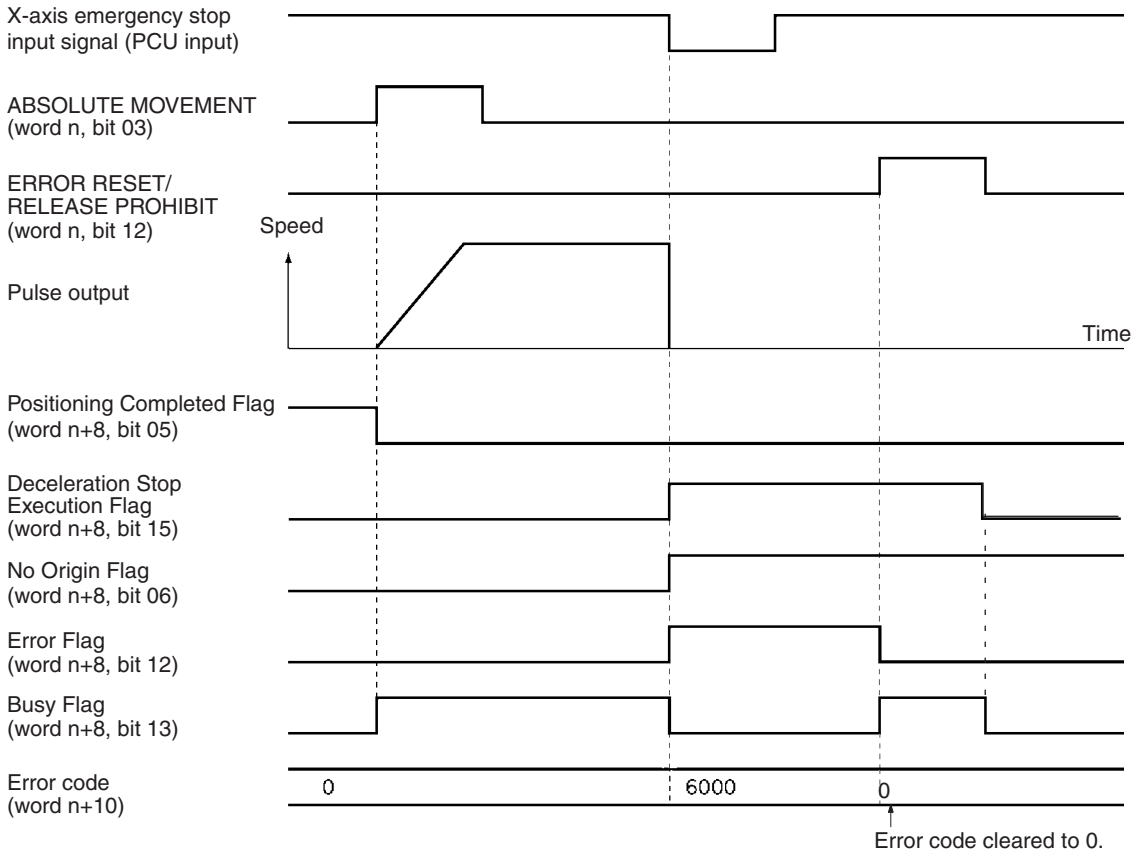 X-axis emergency stop
input signal (PCU input)
ABSOLUTE MOVEMENT
(word n, bit 03)
ERROR RESET/
RELEASE PROHIBIT
(word n, bit 12)
Speed
Pulse output
Time
Positioning Completed Flag
(word n+8, bit 05)
Deceleration Stop
Execution Flag
(word n+8, bit 15)
No Origin Flag
(word n+8, bit 06)
Error Flag
(word n+8, bit 12)
Busy Flag
(word n+8, bit 13)
Error code
(word n+10)
0
6000
0
Error code cleared to 0.